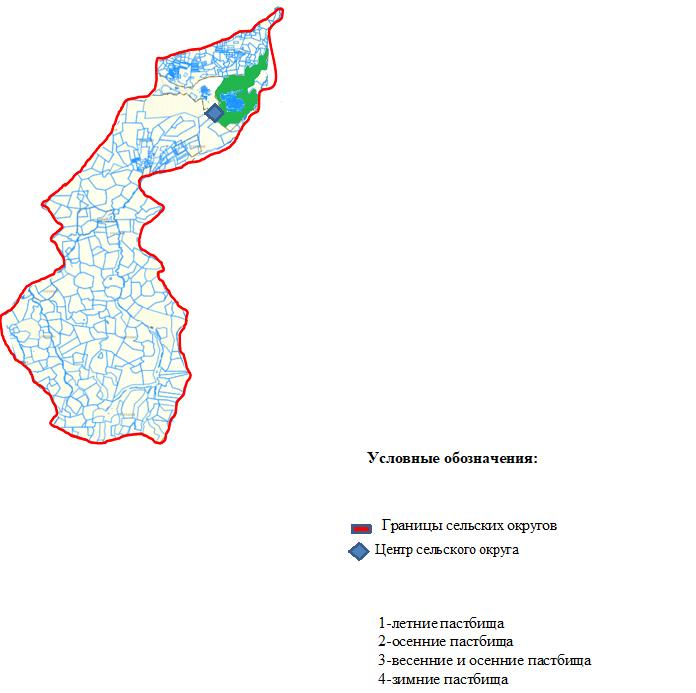 Условные обозначения:
Границы сельских округов
Центр сельского округа
1-летние пастбища
2-осенние пастбища
3-весенние и осенние пастбища
4-зимние пастбища